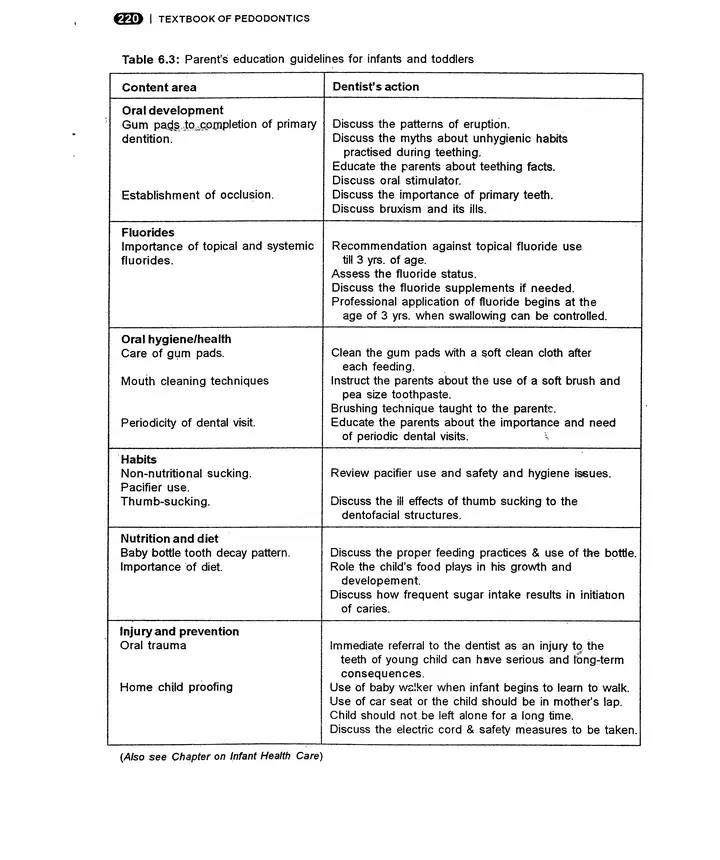 220 | TEXTBOOK OF PEDODONTICS
Table 6.3: Parent's education guidelines for infants and toddlers
Content area
Dentist's action
Oral development
Gum pads to completion of primary
dentition.
Discuss the patterns of eruption.
Discuss the myths about unhygienic habits
practised during teething.
Educate the parents about teething facts.
Discuss oral stimulator.
Establishment of occlusion.
Discuss the importance of primary teeth.
Discuss bruxism and its ills.
Fluorides
Importance of topical and systemic
fluorides.
Recommendation against topical fluoride use
till 3 yrs. of age.
Assess the fluoride status.
Discuss the fluoride supplements if needed.
Professional application of fluoride begins at the
age of 3 yrs. when swallowing can be controlled.
Oral hygiene/health
Care of gum pads.
Clean the gum pads with a soft clean cloth after
each feeding.
Mouth cleaning techniques
Instruct the parents about the use of a soft brush and
pea size toothpaste.
Brushing technique taught to the parents.
Periodicity of dental visit.
Educate the parents about the importance and need
of periodic dental visits.
Habits
Non-nutritional sucking.
Review pacifier use and safety and hygiene issues.
Pacifier use.
Thumb-sucking.
Discuss the ill effects of thumb sucking to the
dentofacial structures.
Nutrition and diet
Baby bottle tooth decay pattern.
Discuss the proper feeding practices & use of the bottle.
Importance of diet.
Role the child's food plays in his growth and
developement.
Discuss how frequent sugar intake results in initiation
of caries.
Injury and prevention
Oral trauma
Immediate referral to the dentist as an injury to the
teeth of young child can have serious and long-term
consequences.
Home child proofing
Use of baby walker when infant begins to learn to walk.
Use of car seat or the child should be in mother's lap.
Child should not be left alone for a long time.
Discuss the electric cord & safety measures to be taken.
(Also see Chapter on Infant Health Care)